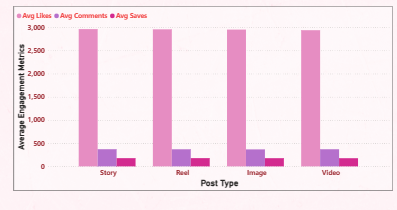 Avg Likes Avg Comments Avg Saves
Average Engagement Metrics
3,000
2,500
2,000
1,500
1,000
500
0
Story Reel Image Video
Post Type